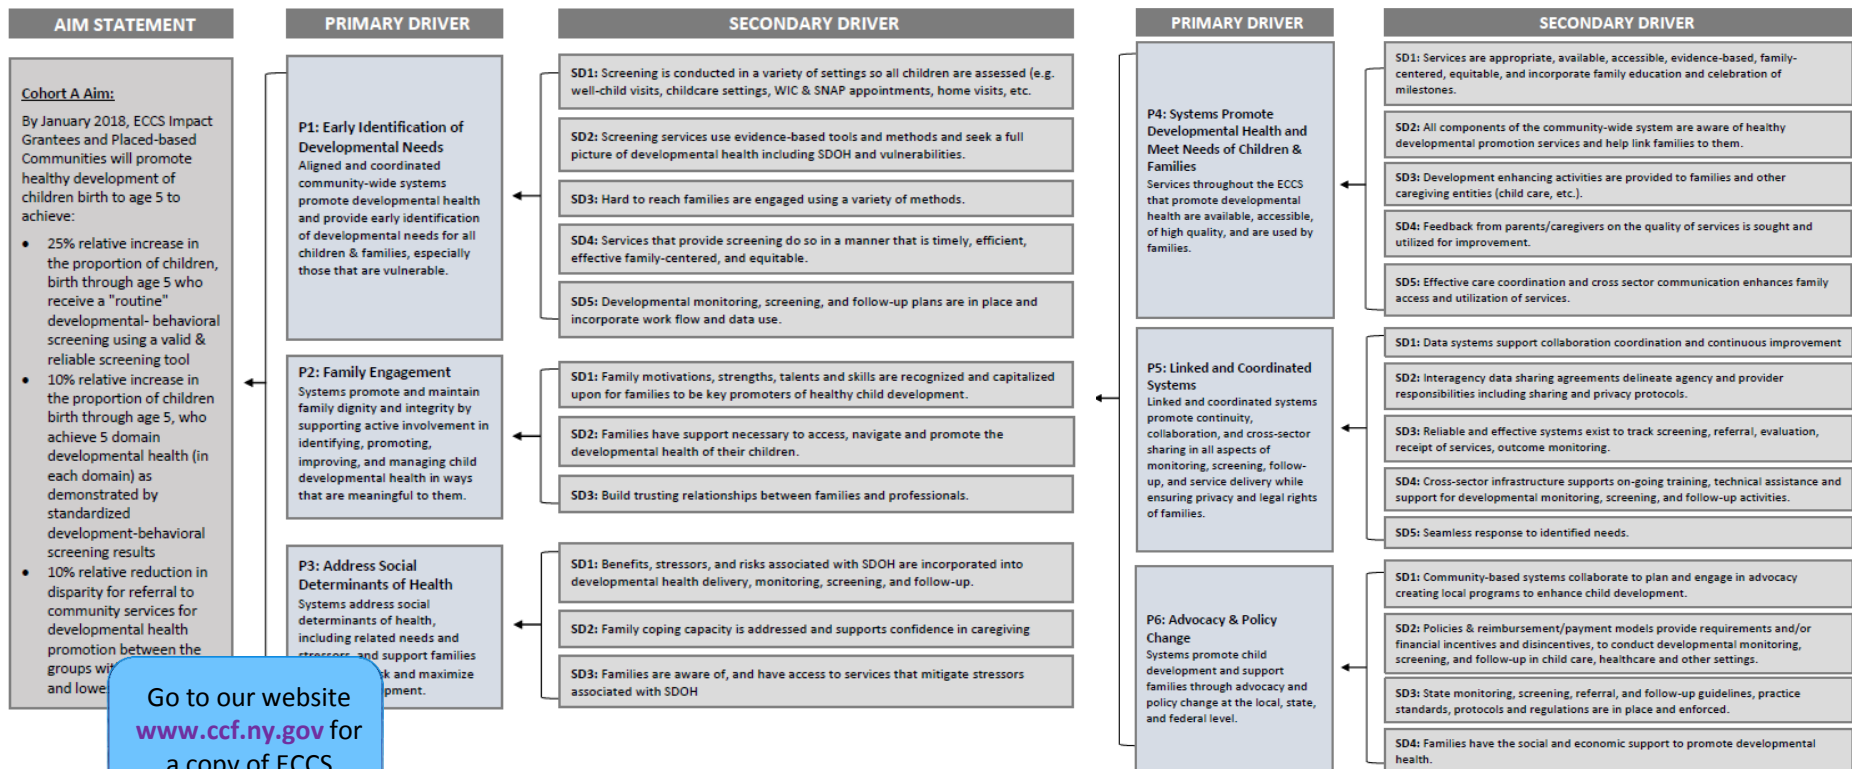 AIM STATEMENT
Cohort A Aim:
By January 2018, ECCS Impact
Grantees and Placed-based
Communities will promote
healthy development of
children birth to age 5 to
achieve:
• 25% relative increase in
the proportion of children,
birth through age 5 who
receive a "routine"
developmental- behavioral
screening using a valid &
reliable screening tool
• 10% relative increase in
the proportion of children
birth through age 5, who
achieve 5 domain
developmental health (in
each domain) as
demonstrated by
standardized
development-behavioral
screening results
• 10% relative reduction in
disparity for referral to
community services for
developmental health
promotion between the
groups
and
Go to our website
www.ccf.ny.gov for
a copy of ECCS
PRIMARY DRIVER
P1: Early Identification of
Developmental Needs
Aligned and coordinated
community-wide systems
promote developmental health
and provide early identification
of developmental needs for all
children & families, especially
those that are vulnerable.
P2: Family Engagement
Systems promote and maintain
family dignity and integrity by
supporting active involvement in
identifying, promoting,
improving, and managing child
developmental health in ways
that are meaningful to them.
P3: Address Social
Determinants of Health
Systems address social
determinants of health,
including related needs and
stressors, and support families
and maximize
SECONDARY DRIVER
SD1: Screening is conducted in a variety of settings so all children are assessed (e.g.
well-child visits, childcare settings, WIC & SNAP appointments, home visits, etc.
SD2: Screening services use evidence-based tools and methods and seek a full
picture of developmental health including SDOH and vulnerabilities.
SD3: Hard to reach families are engaged using a variety of methods.
SD4: Services that provide screening do so in a manner that is timely, efficient,
effective family-centered, and equitable.
SD5: Developmental monitoring, screening, and follow-up plans are in place and
incorporate work flow and data use.
SD1: Family motivations, strengths, talents and skills are recognized and capitalized
upon for families to be key promoters of healthy child development.
SD2: Families have support necessary to access, navigate and promote the
developmental health of their children.
SD3: Build trusting relationships between families and professionals.
SD1: Benefits, stressors, and risks associated with SDOH are incorporated into
developmental health delivery, monitoring, screening, and follow-up.
SD2: Family coping capacity is addressed and supports confidence in caregiving
SD3: Families are aware of, and have access to services that mitigate stressors
associated with SDOH
PRIMARY DRIVER
P4: Systems Promote
Developmental Health and
Meet Needs of Children &
Families
Services throughout the ECCS
that promote developmental
health are available, accessible,
of high quality, and are used by
families.
P5: Linked and Coordinated
Systems
Linked and coordinated systems
promote continuity,
collaboration, and cross-sector
sharing in all aspects of
monitoring, screening, follow-
up, and service delivery while
ensuring privacy and legal rights
of families.
P6: Advocacy & Policy
Change
Systems promote child
development and support
families through advocacy and
policy change at the local, state,
and federal level.
SECONDARY DRIVER
SD1: Services are appropriate, available, accessible, evidence-based, family-
centered, equitable, and incorporate family education and celebration of
milestones.
SD2: All components of the community-wide system are aware of healthy
developmental promotion services and help link families to them.
SD3: Development enhancing activities are provided to families and other
caregiving entities (child care, etc.).
SD4: Feedback from parents/caregivers on the quality of services is sought and
utilized for improvement.
SD5: Effective care coordination and cross sector communication enhances family
access and utilization of services.
SD1: Data systems support collaboration coordination and continuous improvement
SD2: Interagency data sharing agreements delineate agency and provider
responsibilities including sharing and privacy protocols.
SD3: Reliable and effective systems exist to track screening, referral, evaluation,
receipt of services, outcome monitoring.
SD4: Cross-sector infrastructure supports on-going training, technical assistance and
support for developmental monitoring, screening, and follow-up activities.
SD5: Seamless response to identified needs.
SD1: Community-based systems collaborate to plan and engage in advocacy
creating local programs to enhance child development.
SD2: Policies & reimbursement/payment models provide requirements and/or
financial incentives and disincentives, to conduct developmental monitoring,
screening, and follow-up in child care, healthcare and other settings.
SD3: State monitoring, screening, referral, and follow-up guidelines, practice
standards, protocols and regulations are in place and enforced.
SD4: Families have the social and economic support to promote developmental
health.